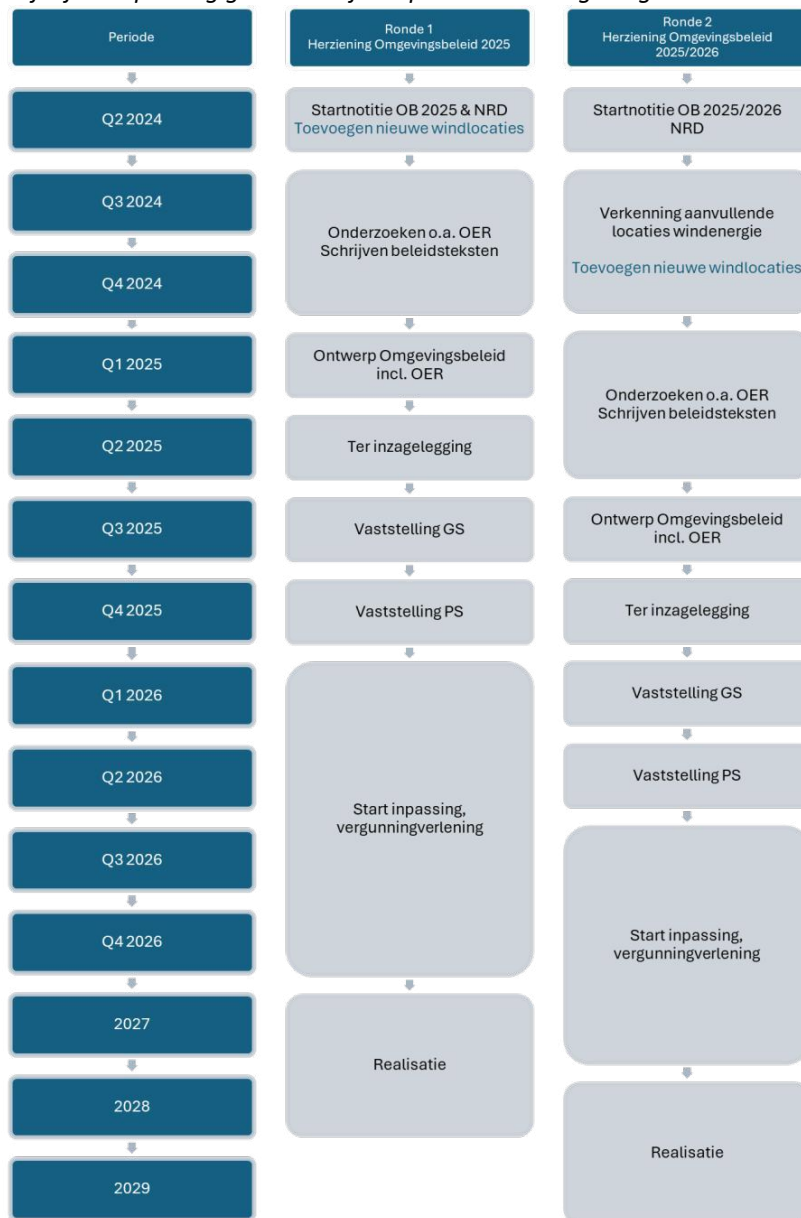 Periode
Q2 2024
Q3 2024
Q4 2024
Q1 2025
Q2 2025
Q3 2025
Q4 2025
Q1 2026
Q2 2026
Q3 2026
Q4 2026
2027
2028
2029
Ronde 1
Herziening Omgevingsbeleid 2025
Startnotitie OB 2025 & NRD
Toevoegen nieuwe windlocaties
Onderzoeken o.a. OER
Schrijven beleidsteksten
Ontwerp Omgevingsbeleid
incl. OER
Ter inzagelegging
Vaststelling GS
Vaststelling PS
Start inpassing,
vergunningverlening
Realisatie
Ronde 2
Herziening Omgevingsbeleid
2025/2026
Startnotitie OB 2025/2026
NRD
Verkenning aanvullende
locaties windenergie
Toevoegen nieuwe windlocaties
Onderzoeken o.a. OER
Schrijven beleidsteksten
Ontwerp Omgevingsbeleid
incl. OER
Ter inzagelegging
Vaststelling GS
Vaststelling PS
Start inpassing,
vergunningverlening
Realisatie